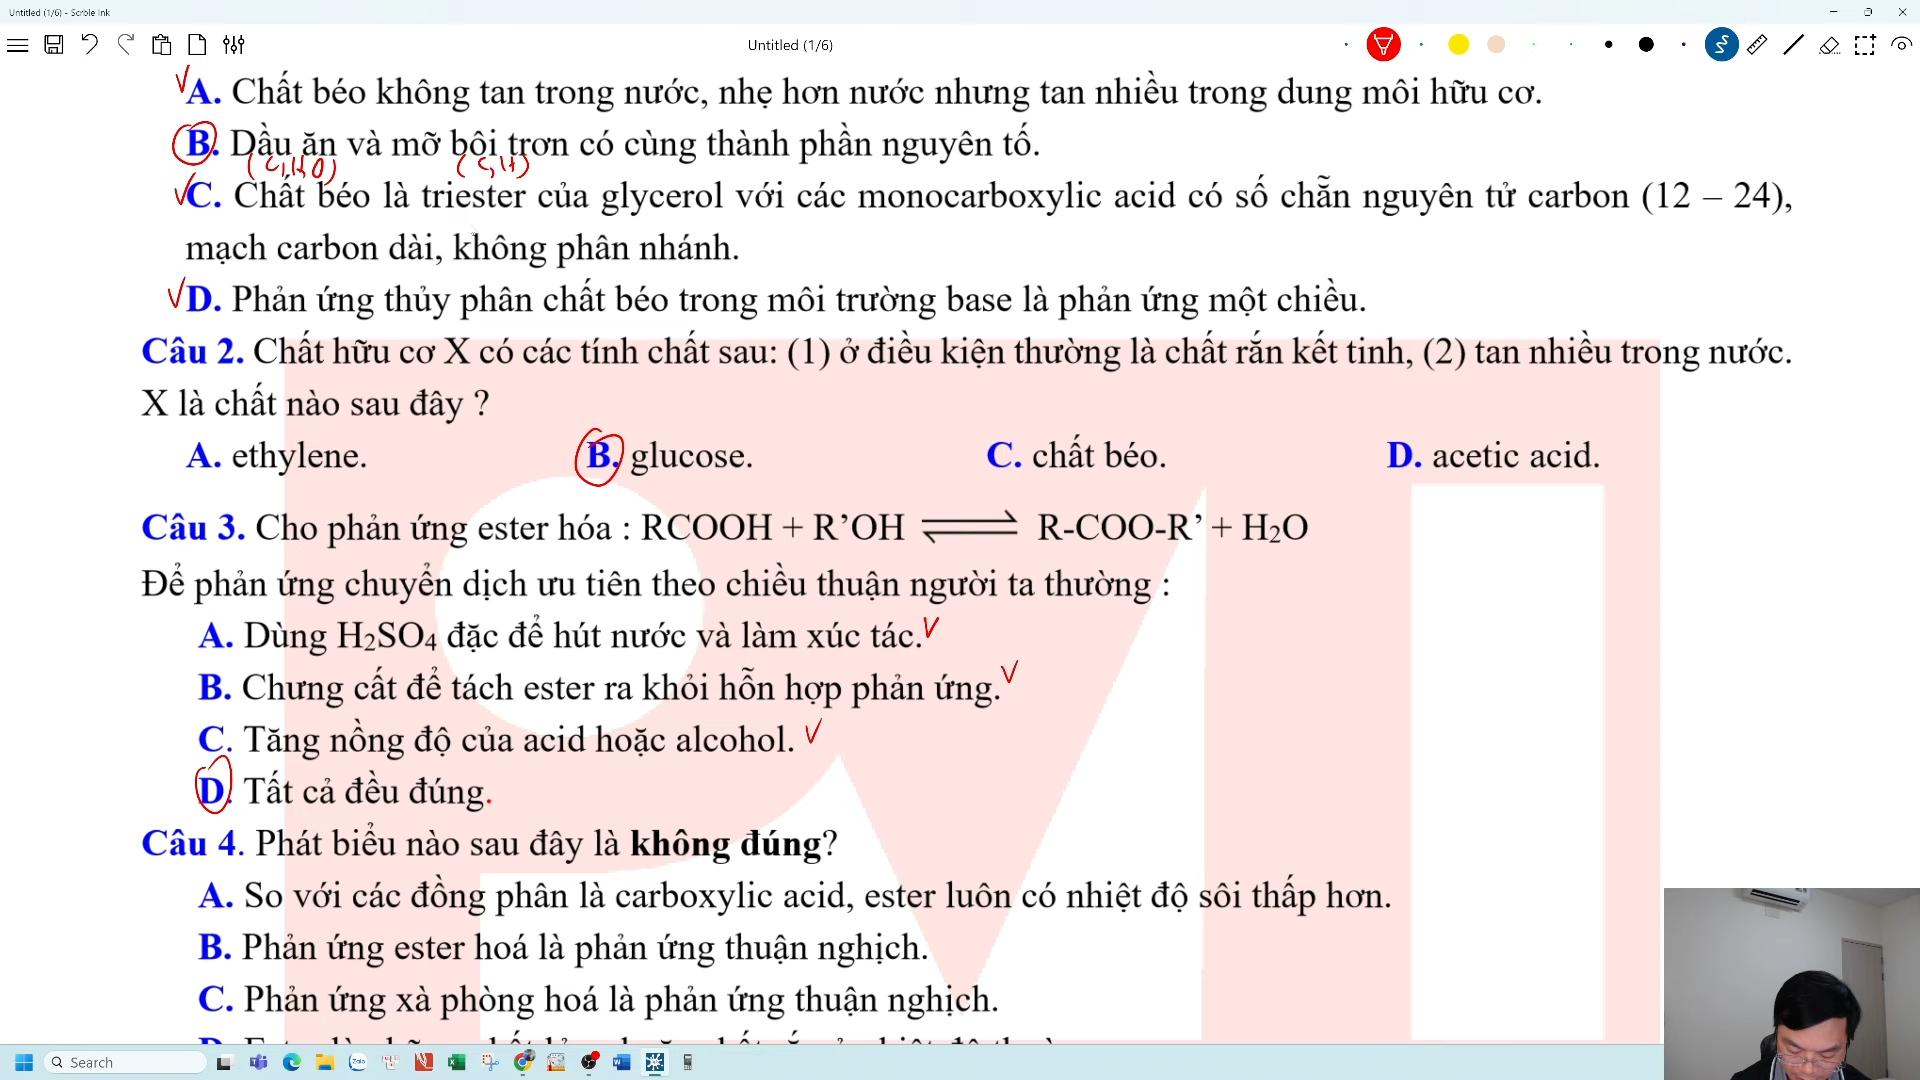 Untitled (1/6) - Scrble Ink
Untitled (1/6)
A. Chất béo không tan trong nước, nhẹ hơn nước nhưng tan nhiều trong dung môi hữu cơ.
B. Dầu ăn và mỡ bôi trơn có cùng thành phần nguyên tố.
(C,H,O) (C,H)
C. Chất béo là triester của glycerol với các monocarboxylic acid có số chẵn nguyên tử carbon (12 – 24),
mạch carbon dài, không phân nhánh.
D. Phản ứng thủy phân chất béo trong môi trường base là phản ứng một chiều.
Câu 2. Chất hữu cơ X có các tính chất sau: (1) ở điều kiện thường là chất rắn kết tinh, (2) tan nhiều trong nước.
X là chất nào sau đây ?
A. ethylene. B. glucose. C. chất béo. D. acetic acid.
Câu 3. Cho phản ứng ester hóa : RCOOH + R’OH ⇌ R-COO-R’ + H2O
Để phản ứng chuyển dịch ưu tiên theo chiều thuận người ta thường :
A. Dùng H2SO4 đặc để hút nước và làm xúc tác.
B. Chưng cất để tách ester ra khỏi hỗn hợp phản ứng.
C. Tăng nồng độ của acid hoặc alcohol.
D. Tất cả đều đúng.
Câu 4. Phát biểu nào sau đây là không đúng?
A. So với các đồng phân là carboxylic acid, ester luôn có nhiệt độ sôi thấp hơn.
B. Phản ứng ester hoá là phản ứng thuận nghịch.
C. Phản ứng xà phòng hoá là phản ứng thuận nghịch.
Search